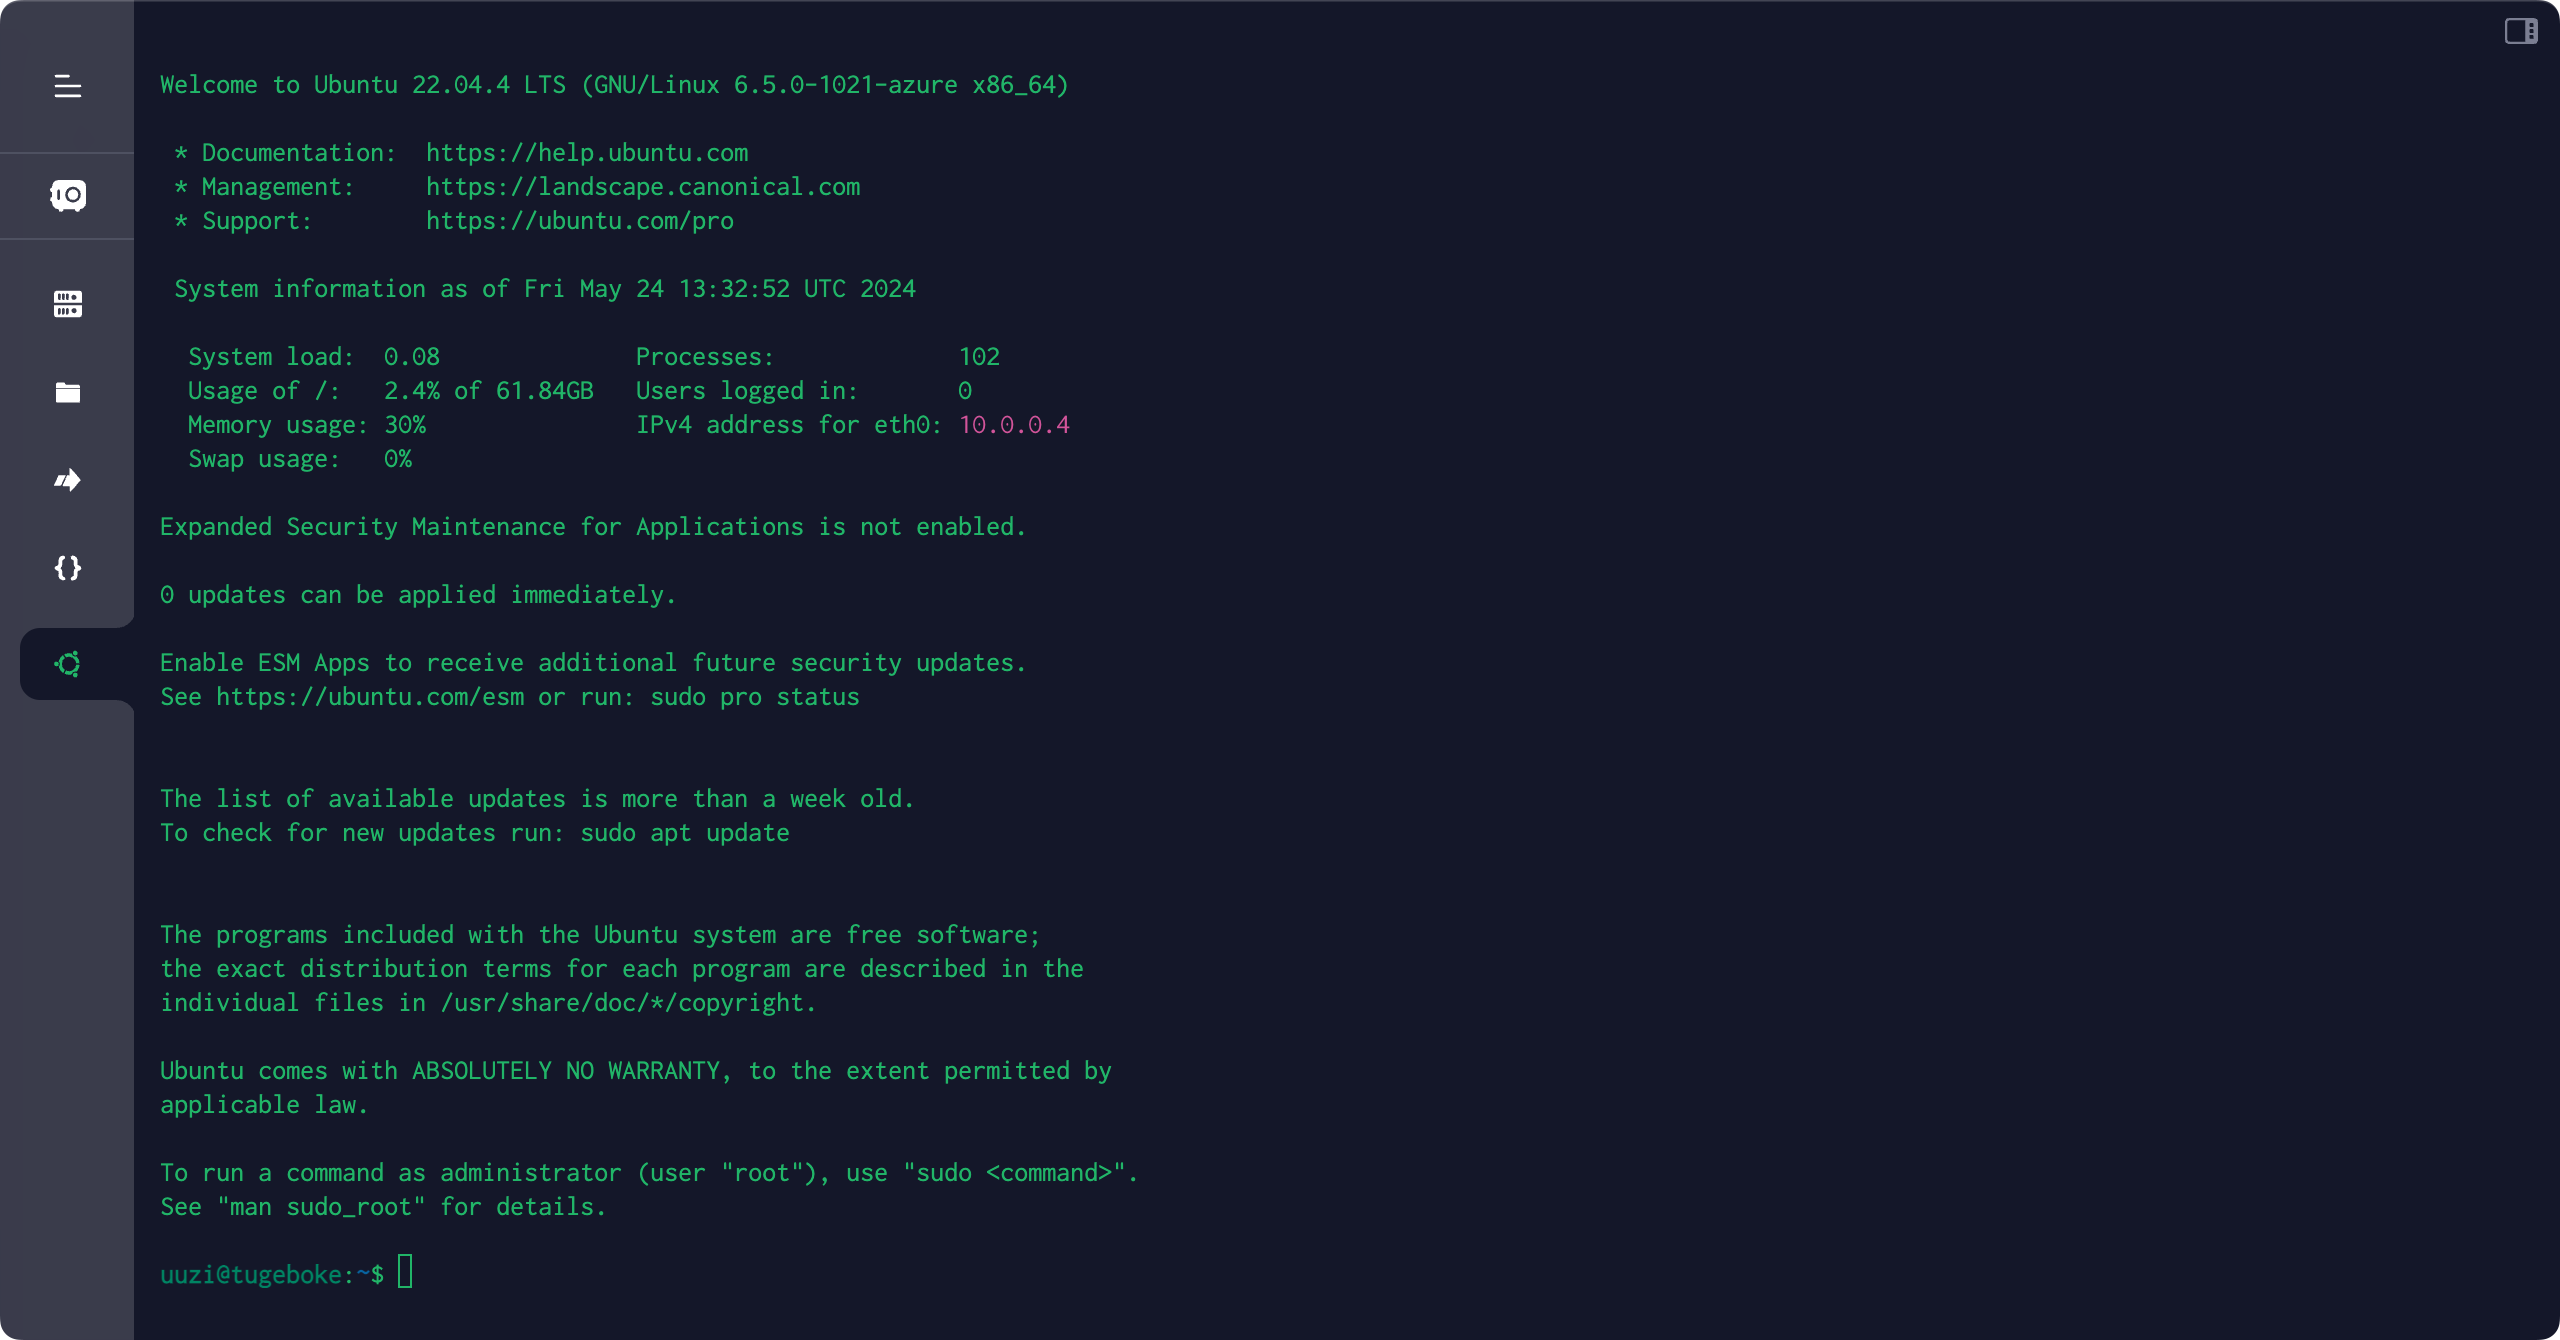 Welcome to Ubuntu 22.04.4 LTS (GNU/Linux 6.5.0-1021-azure x86_64)
* Documentation:  https://help.ubuntu.com
* Management:     https://landscape.canonical.com
* Support:        https://ubuntu.com/pro
System information as of Fri May 24 13:32:52 UTC 2024
System load:  0.08              Processes:             102
Usage of /:   2.4% of 61.84GB   Users logged in:       0
Memory usage: 30%               IPv4 address for eth0: 10.0.0.4
Swap usage:   0%
Expanded Security Maintenance for Applications is not enabled.
0 updates can be applied immediately.
Enable ESM Apps to receive additional future security updates.
See https://ubuntu.com/esm or run: sudo pro status
The list of available updates is more than a week old.
To check for new updates run: sudo apt update
The programs included with the Ubuntu system are free software;
the exact distribution terms for each program are described in the
individual files in /usr/share/doc/*/copyright.
Ubuntu comes with ABSOLUTELY NO WARRANTY, to the extent permitted by
applicable law.
To run a command as administrator (user "root"), use "sudo <command>".
See "man sudo_root" for details.
uuzi@tugeboke:~$